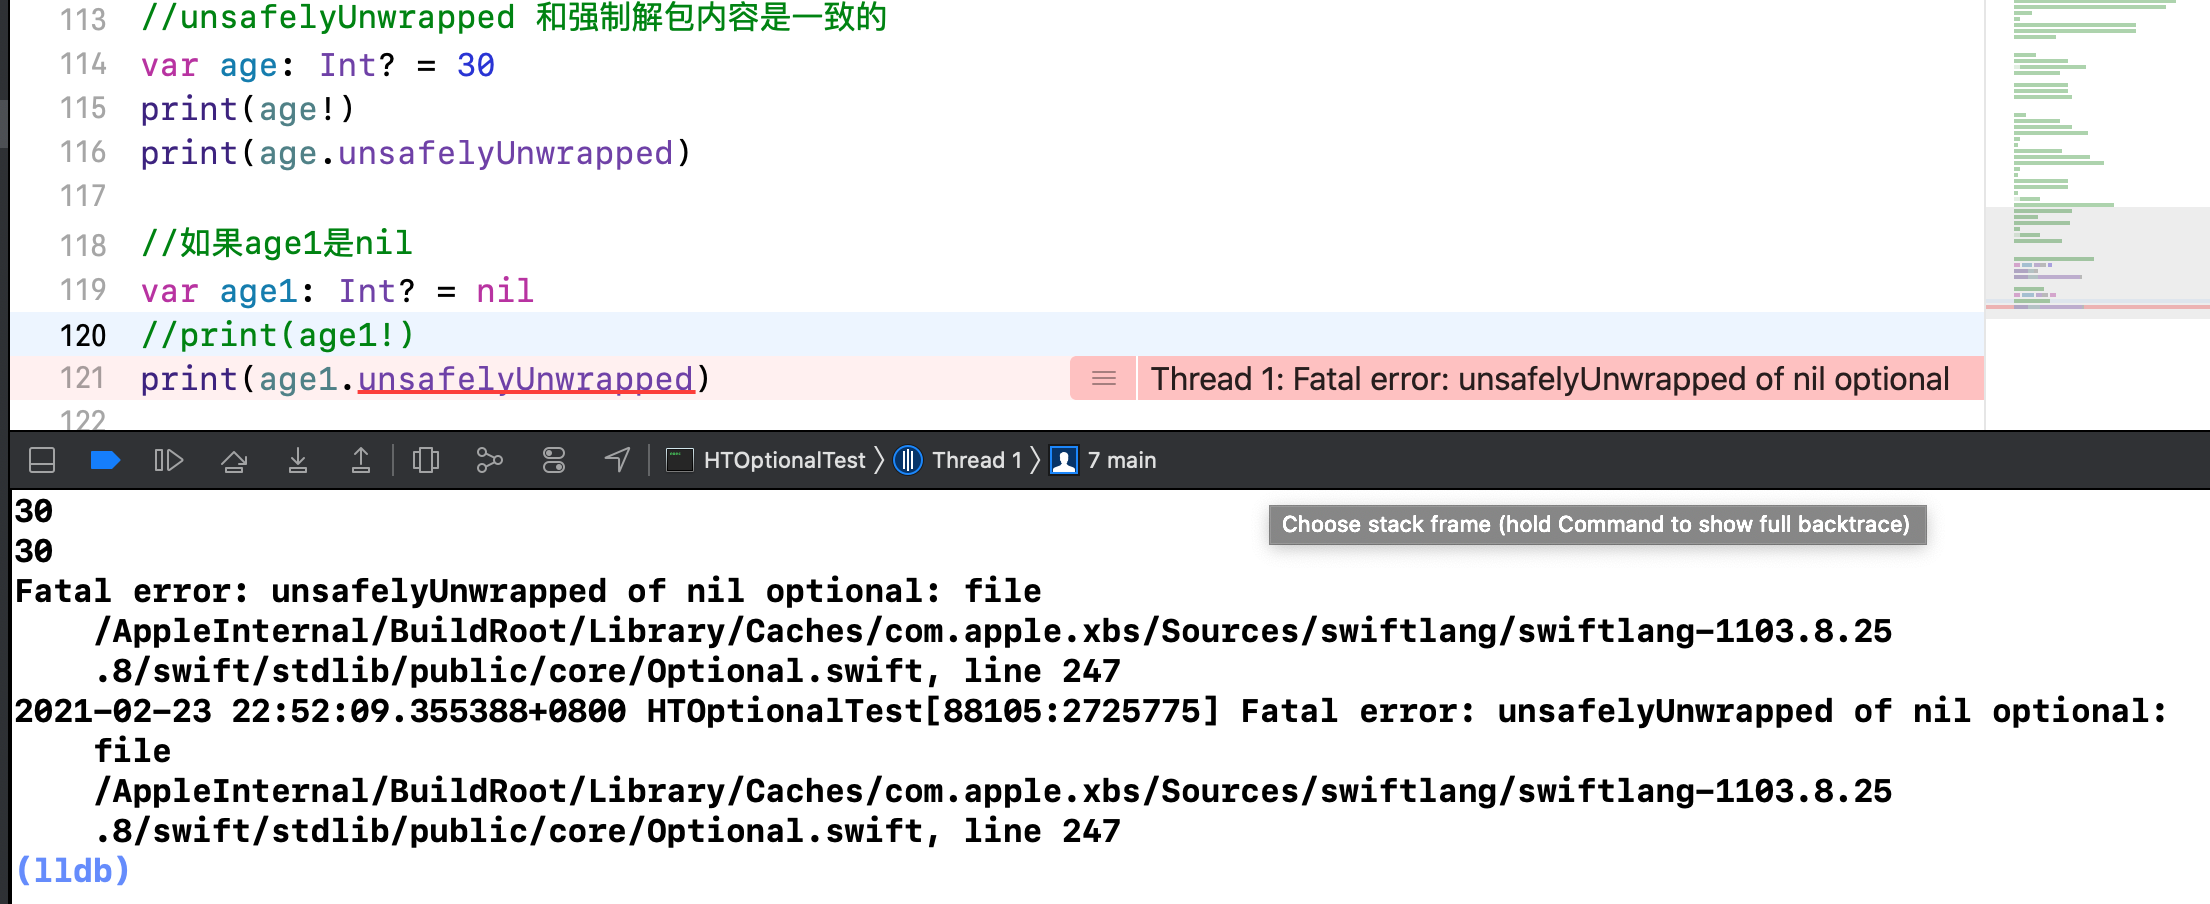 113 //unsafelyUnwrapped 和强制解包内容是一致的
114 var age: Int? = 30
115 print(age!)
116 print(age.unsafelyUnwrapped)
117
118 //如果age1是nil
119 var age1: Int? = nil
120 //print(age1!)
121 print(age1.unsafelyUnwrapped) Thread 1: Fatal error: unsafelyUnwrapped of nil optional
122
HTOptionalTest 〉 Thread 1 〉 7 main
30
Choose stack frame (hold Command to show full backtrace)
30
Fatal error: unsafelyUnwrapped of nil optional: file
/AppleInternal/BuildRoot/Library/Caches/com.apple.xbs/Sources/swiftlang/swiftlang-1103.8.25
.8/swift/stdlib/public/core/Optional.swift, line 247
2021-02-23 22:52:09.355388+0800 HTOptionalTest[88105:2725775] Fatal error: unsafelyUnwrapped of nil optional:
file
/AppleInternal/BuildRoot/Library/Caches/com.apple.xbs/Sources/swiftlang/swiftlang-1103.8.25
.8/swift/stdlib/public/core/Optional.swift, line 247
(lldb)